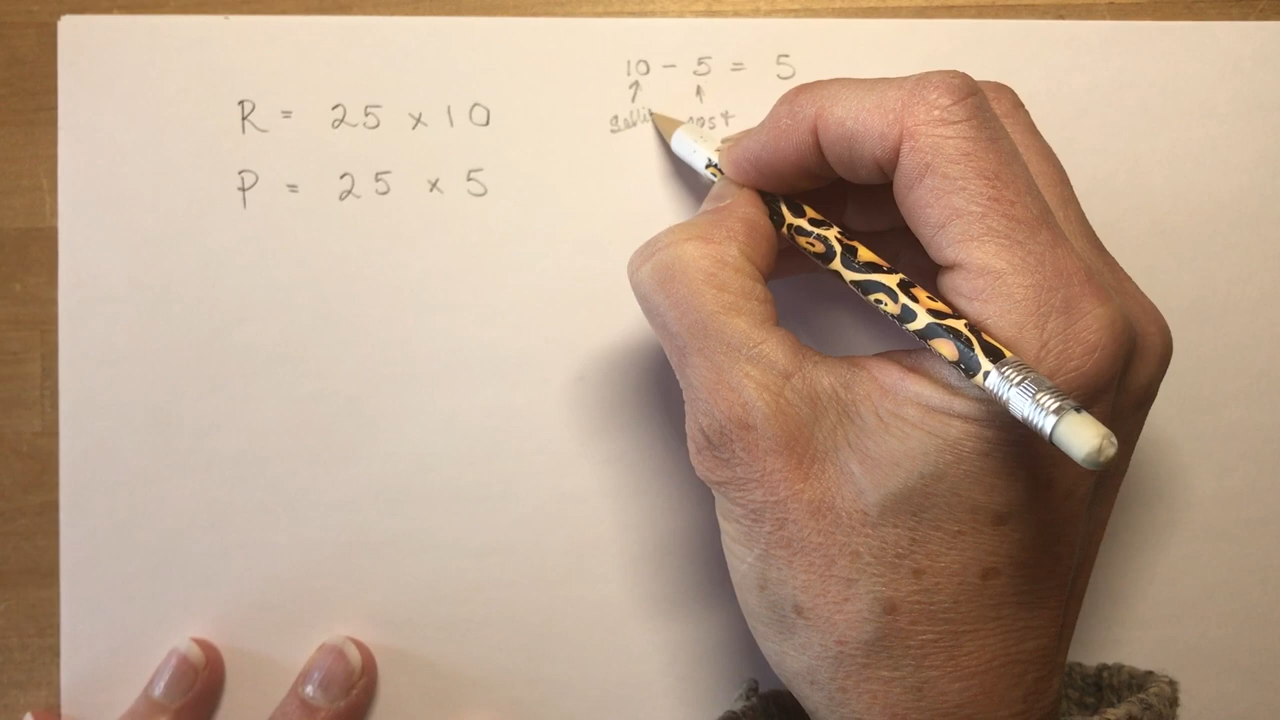 10 - 5 = 5
↑ ↑
R = 25 x 10
P = 25 x 5